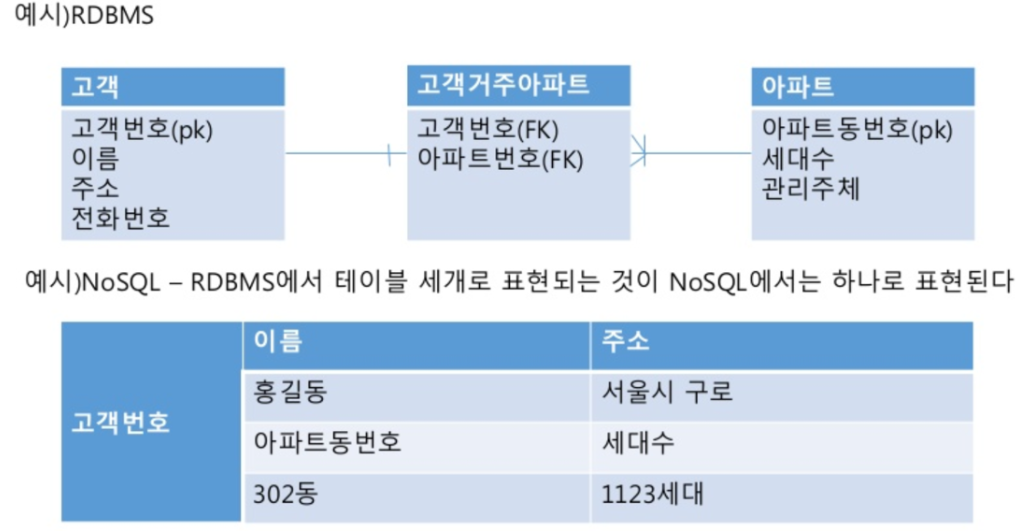 예시)RDBMS
고객
고객번호(pk)
이름
주소
전화번호
고객거주아파트
고객번호(FK)
아파트번호(FK)
아파트
아파트동번호(pk)
세대수
관리주체
예시)NoSQL – RDBMS에서 테이블 세개로 표현되는 것이 NoSQL에서는 하나로 표현된다
고객번호
이름 주소
홍길동 서울시 구로
아파트동번호 세대수
302동 1123세대